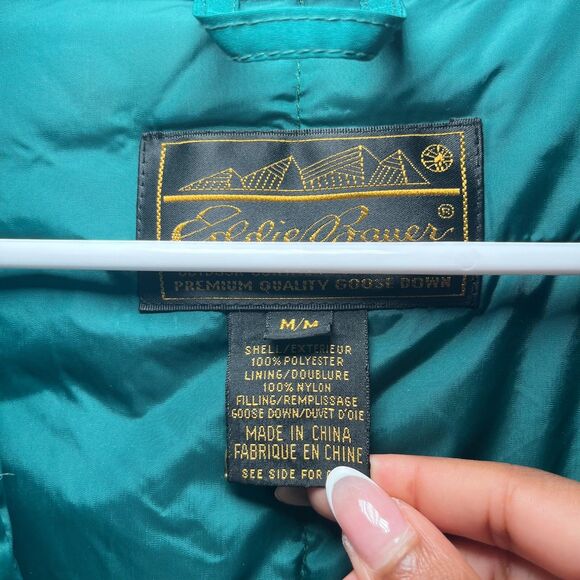 Eddie Bauer ®
PREMIUM QUALITY GOOSE DOWN
M/M
SHELL/EXTERIEUR
100% POLYESTER
LINING/DOUBLURE
100% NYLON
FILLING/REMPLISSAGE
GOOSE DOWN/DUVET D'OIE
MADE IN CHINA
FABRIQUE EN CHINE
SEE SIDE FOR